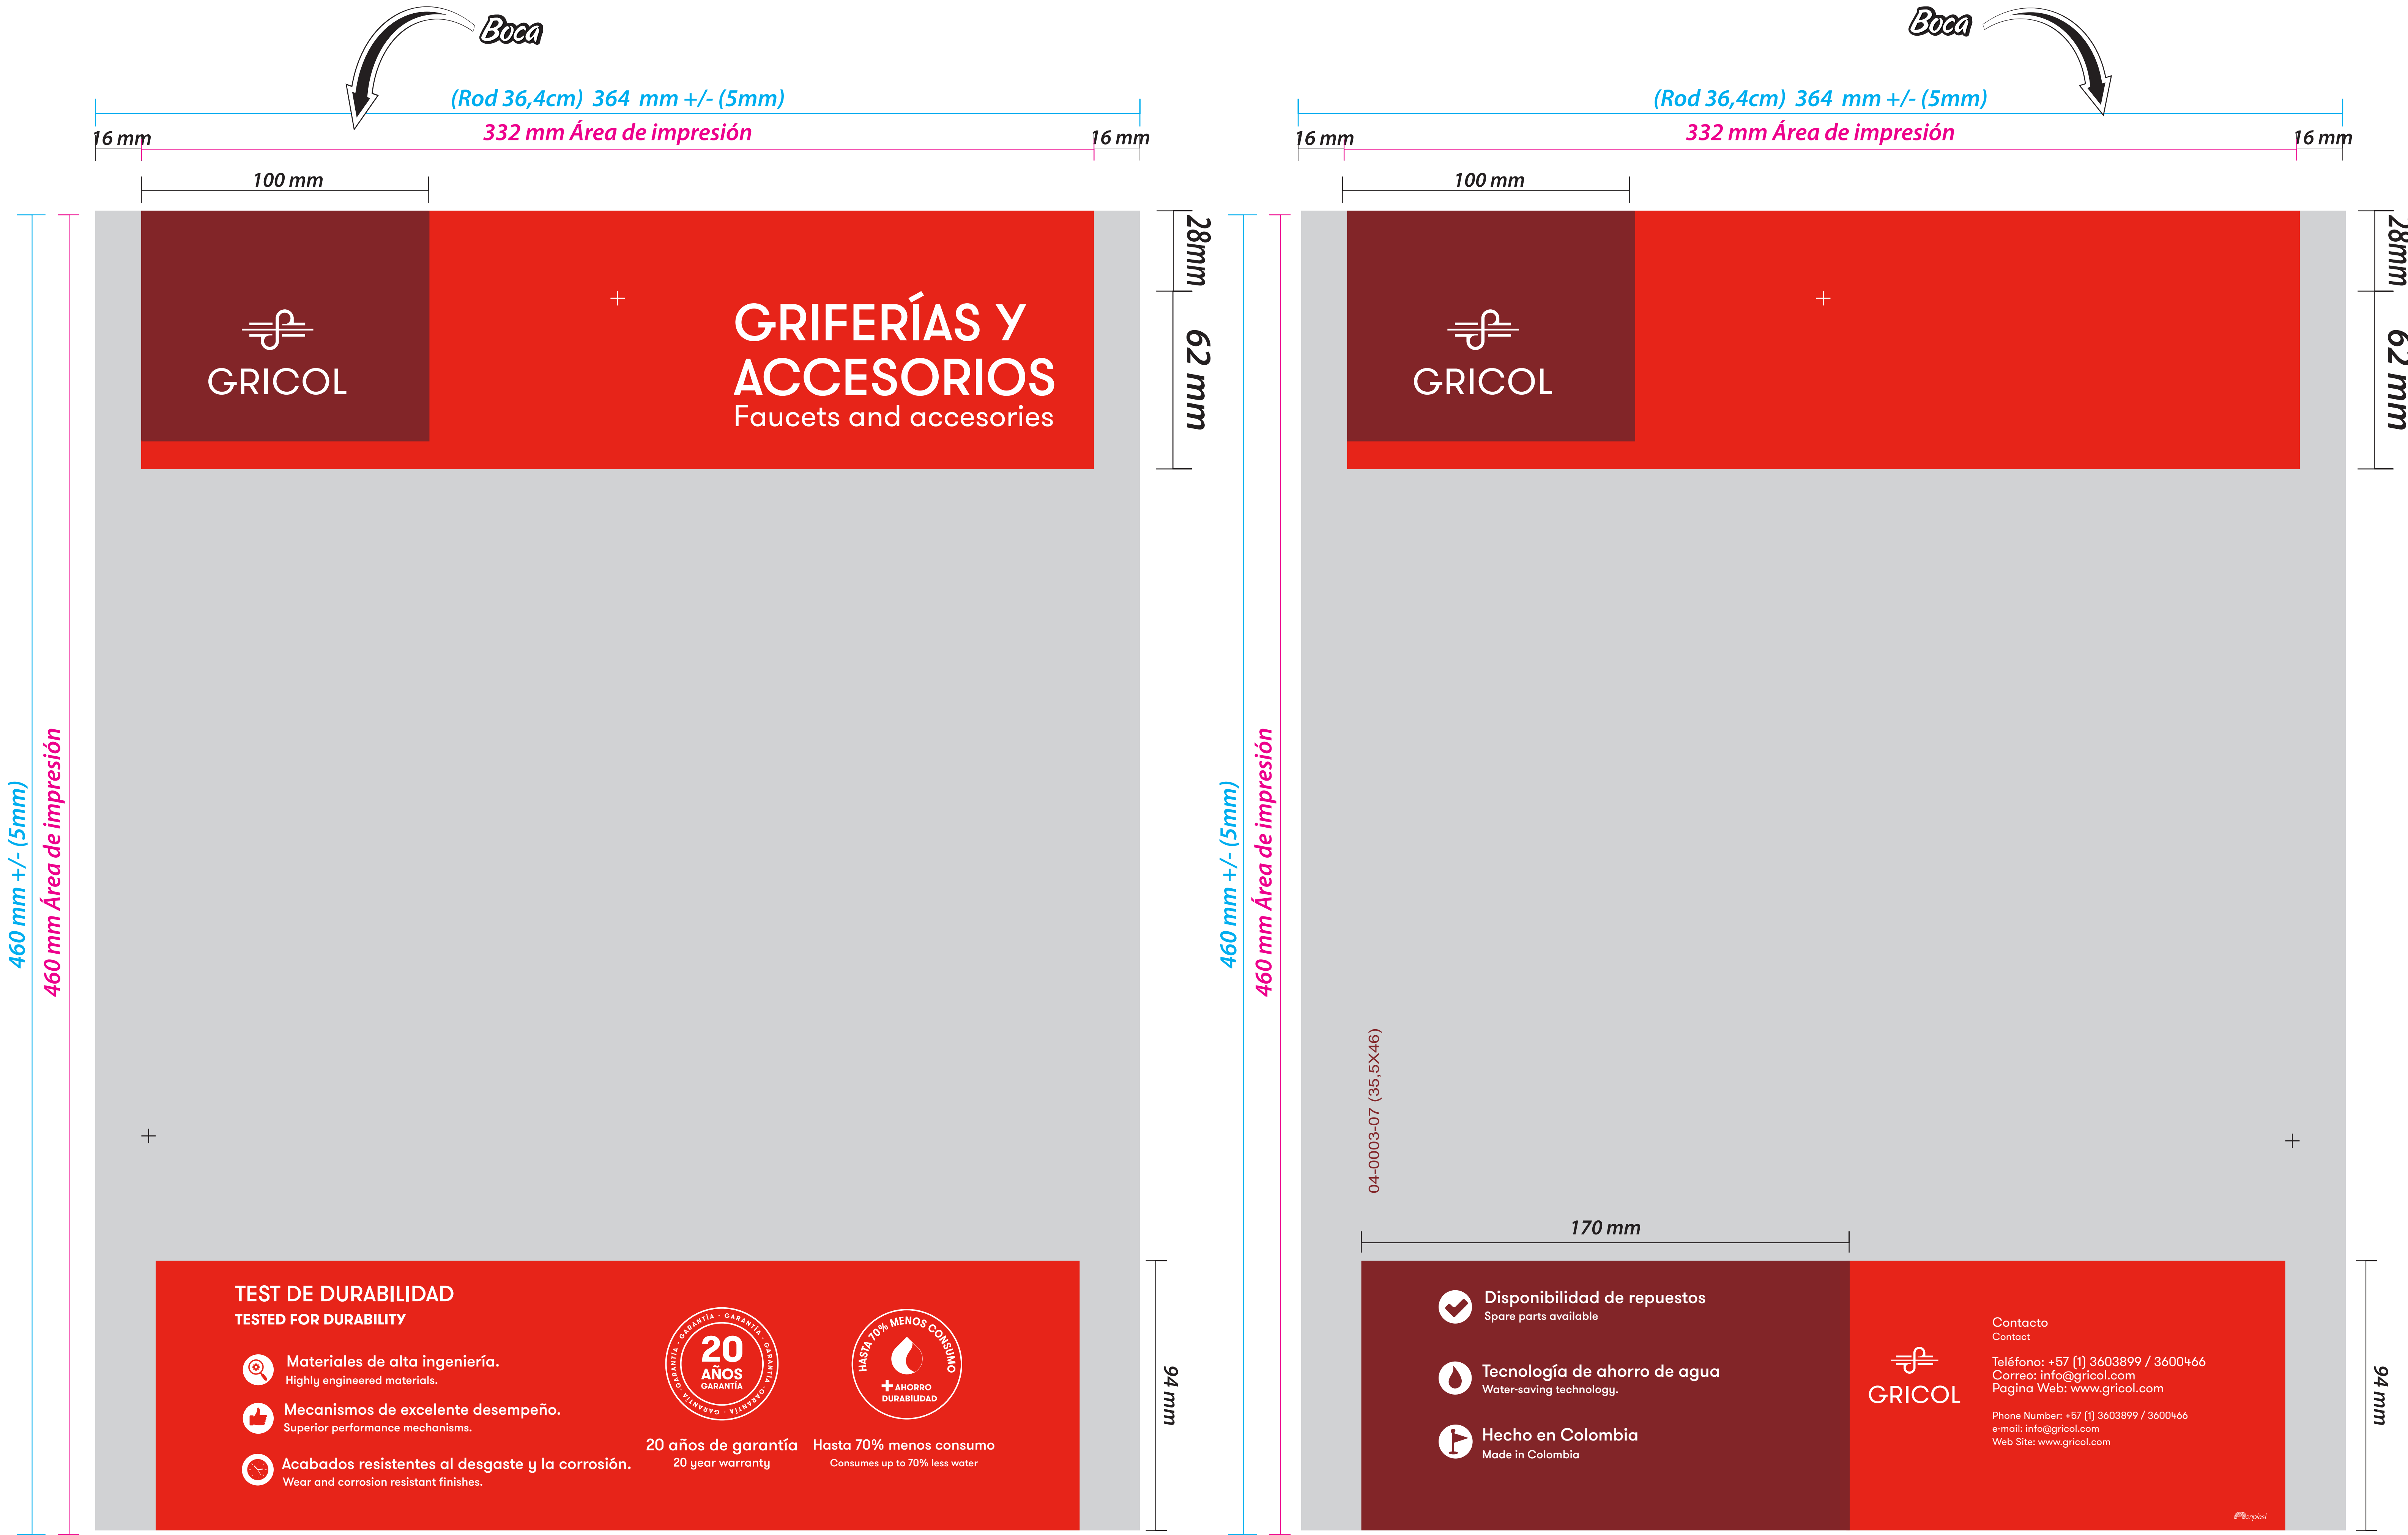 Boca
(Rod 36,4cm) 364 mm +/- (5mm)
332 mm Área de impresión
16 mm
16 mm
100 mm
28mm
62 mm
GRICOL
GRIFERÍAS Y
ACCESORIOS
Faucets and accesories
460 mm +/- (5mm)
460 mm Área de impresión
TEST DE DURABILIDAD
TESTED FOR DURABILITY
Materiales de alta ingeniería.
Highly engineered materials.
Mecanismos de excelente desempeño.
Superior performance mechanisms.
Acabados resistentes al desgaste y la corrosión.
Wear and corrosion resistant finishes.
GARANTÍA - GARANTÍA - GARANTÍA - GARANTÍA - GARANTÍA - GARANTÍA - GARANTÍA -
20
AÑOS
GARANTÍA
20 años de garantía
20 year warranty
HASTA 70% MENOS CONSUMO
+ AHORRO
DURABILIDAD
Hasta 70% menos consumo
Consumes up to 70% less water
94 mm
Boca
(Rod 36,4cm) 364 mm +/- (5mm)
332 mm Área de impresión
16 mm
16 mm
100 mm
28mm
62 mm
GRICOL
460 mm +/- (5mm)
460 mm Área de impresión
04-0003-07 (35,5X46)
170 mm
Disponibilidad de repuestos
Spare parts available
Tecnología de ahorro de agua
Water-saving technology.
Hecho en Colombia
Made in Colombia
GRICOL
Contacto
Contact
Teléfono: +57 (1) 3603899 / 3600466
Correo: info@gricol.com
Pagina Web: www.gricol.com
Phone Number: +57 (1) 3603899 / 3600466
e-mail: info@gricol.com
Web Site: www.gricol.com
Monplast
94 mm